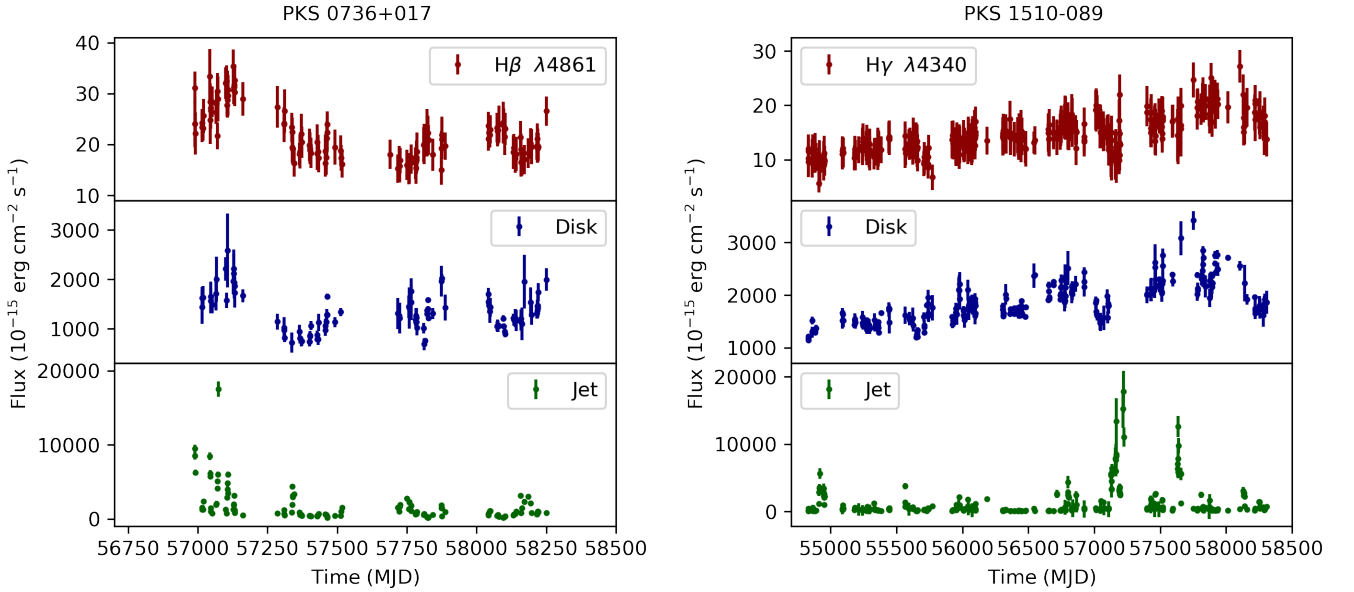 PKS 0736+017
Flux (10⁻¹⁵ erg cm⁻² s⁻¹)
40
30
20
10
Hβ λ4861
3000
2000
1000
Disk
20000
10000
0
Jet
56750 57000 57250 57500 57750 58000 58250 58500
Time (MJD)
PKS 1510-089
Flux (10⁻¹⁵ erg cm⁻² s⁻¹)
30
20
10
Hγ λ4340
3000
2000
1000
Disk
20000
10000
0
Jet
55000 55500 56000 56500 57000 57500 58000 58500
Time (MJD)